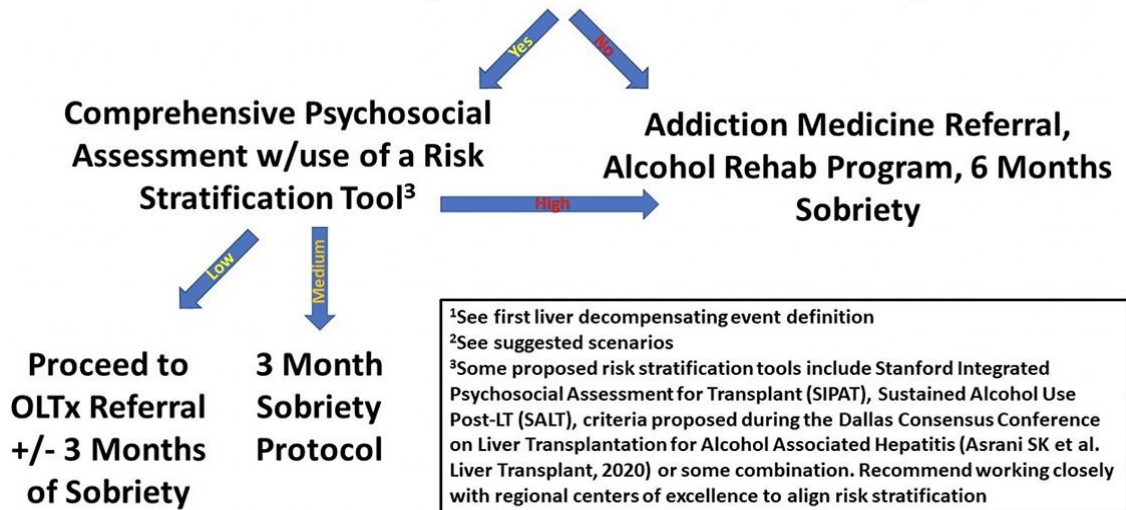 Yes
No
Comprehensive Psychosocial
Assessment w/use of a Risk
Stratification Tool³
Addiction Medicine Referral,
Alcohol Rehab Program, 6 Months
Sobriety
High
Low
Medium
Proceed to
OLTx Referral
+/- 3 Months
of Sobriety
3 Month
Sobriety
Protocol
¹See first liver decompensating event definition
²See suggested scenarios
³Some proposed risk stratification tools include Stanford Integrated
Psychosocial Assessment for Transplant (SIPAT), Sustained Alcohol Use
Post-LT (SALT), criteria proposed during the Dallas Consensus Conference
on Liver Transplantation for Alcohol Associated Hepatitis (Asrani SK et al.
Liver Transplant, 2020) or some combination. Recommend working closely
with regional centers of excellence to align risk stratification